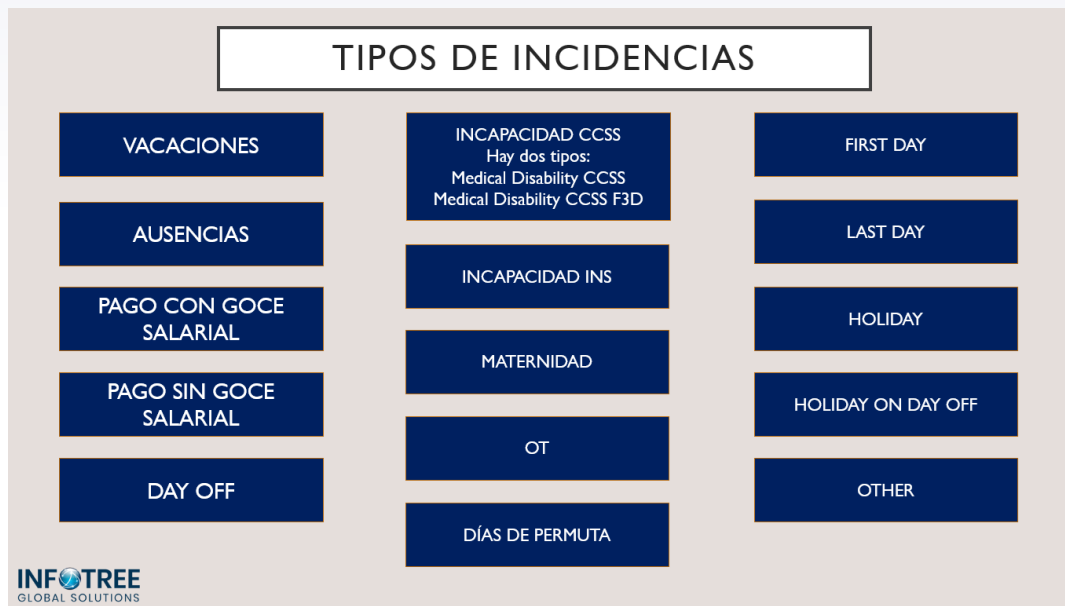 TIPOS DE INCIDENCIAS
VACACIONES
AUSENCIAS
PAGO CON GOCE
SALARIAL
PAGO SIN GOCE
SALARIAL
DAY OFF
INCAPACIDAD CCSS
Hay dos tipos:
Medical Disability CCSS
Medical Disability CCSS F3D
INCAPACIDAD INS
MATERNIDAD
OT
DÍAS DE PERMUTA
FIRST DAY
LAST DAY
HOLIDAY
HOLIDAY ON DAY OFF
OTHER
INFOTREE
GLOBAL SOLUTIONS